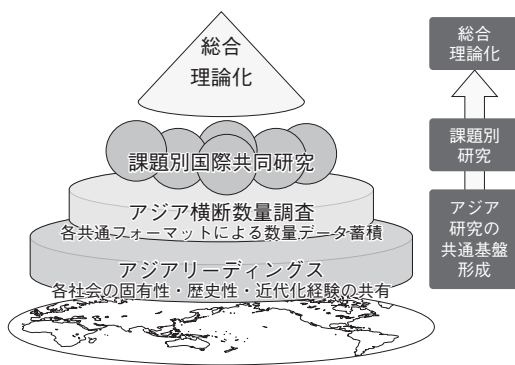 総合
理論化
課題別国際共同研究
アジア横断数量調査
各共通フォーマットによる数量データ蓄積
アジアリーディングス
各社会の固有性・歴史性・近代化経験の共有
総合
理論化
課題別
研究
アジア
研究の
共通基盤
形成